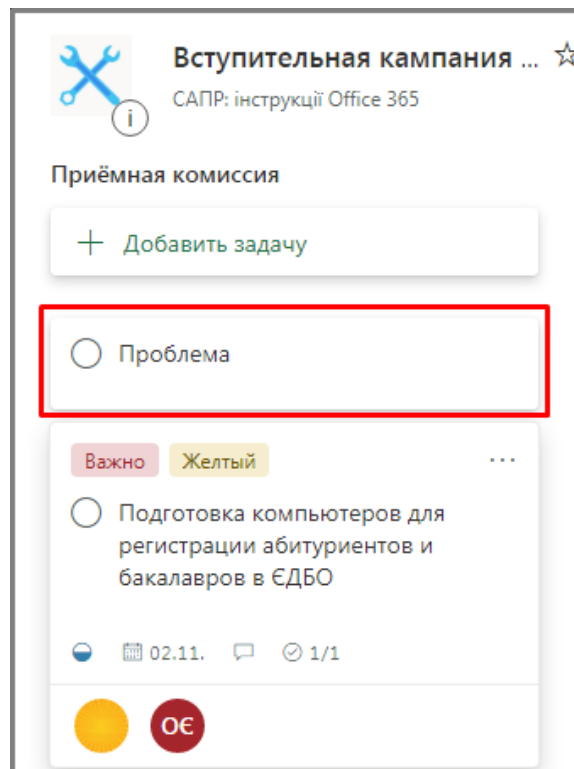 Вступительная кампания ...
САПР: інструкції Office 365
Приёмная комиссия
+ Добавить задачу
Проблема
Важно Желтый ...
Подготовка компьютеров для
регистрации абитуриентов и
бакалавров в ЄДБО
02.11. 1/1
ОЄ